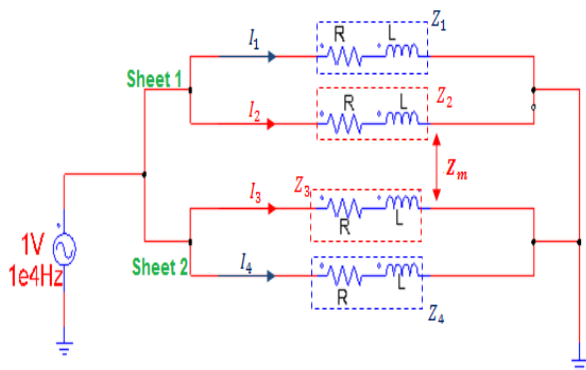 Z₁
I₁ R L
Sheet 1
I₂ R L Z₂
Zₘ
I₃ Z₃ R L
1V
1e4Hz
Sheet 2
I₄ R L
Z₄